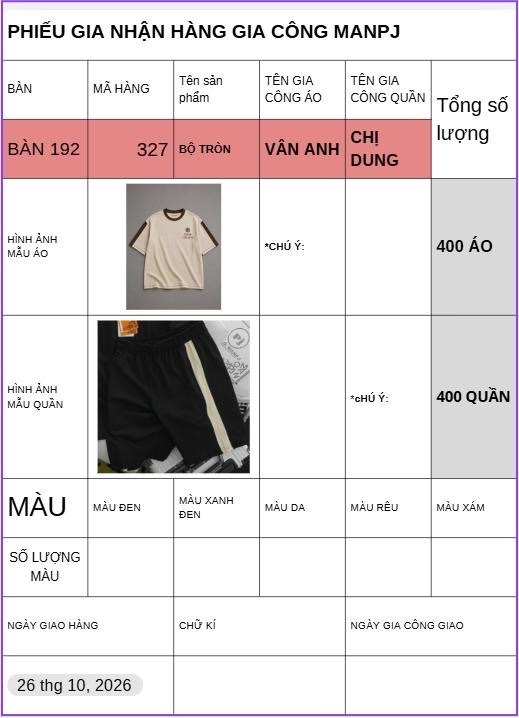 PHIẾU GIA NHẬN HÀNG GIA CÔNG MANPJ
BÀN
MÃ HÀNG
Tên sản
phẩm
TÊN GIA
CÔNG ÁO
TÊN GIA
CÔNG QUẦN
Tổng số
lượng
BÀN 192
327
BỘ TRÒN
VÂN ANH
CHỊ
DUNG
HÌNH ẢNH
MẪU ÁO
*CHÚ Ý:
400 ÁO
HÌNH ẢNH
MẪU QUẦN
*cHÚ Ý:
400 QUẦN
MÀU
MÀU ĐEN
MÀU XANH
ĐEN
MÀU DA
MÀU RÊU
MÀU XÁM
SỐ LƯỢNG
MÀU
NGÀY GIAO HÀNG
CHỮ KÍ
NGÀY GIA CÔNG GIAO
26 thg 10, 2026